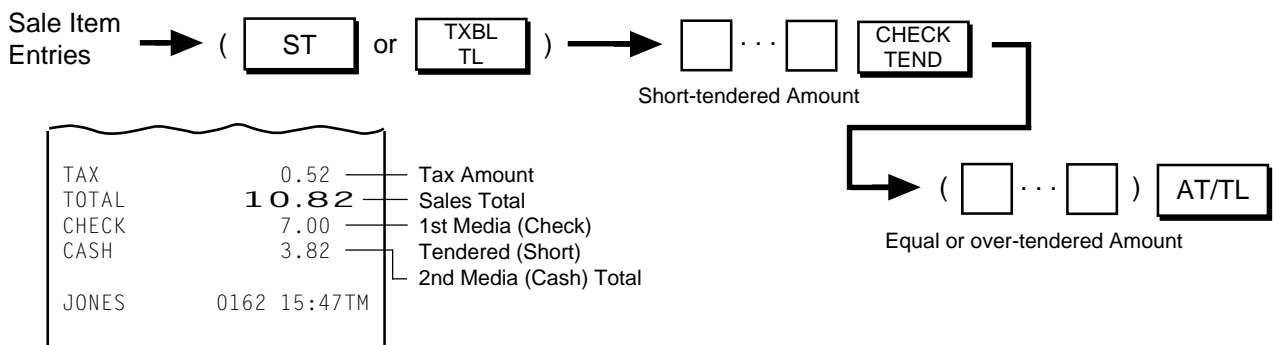 Sale Item
Entries
( ST or TXBL
TL ) ... CHECK
TEND
Short-tendered Amount
( ... ) AT/TL
Equal or over-tendered Amount
TAX 0.52 Tax Amount
TOTAL 10.82 Sales Total
CHECK 7.00 1st Media (Check)
CASH 3.82 Tendered (Short)
2nd Media (Cash) Total
JONES 0162 15:47TM